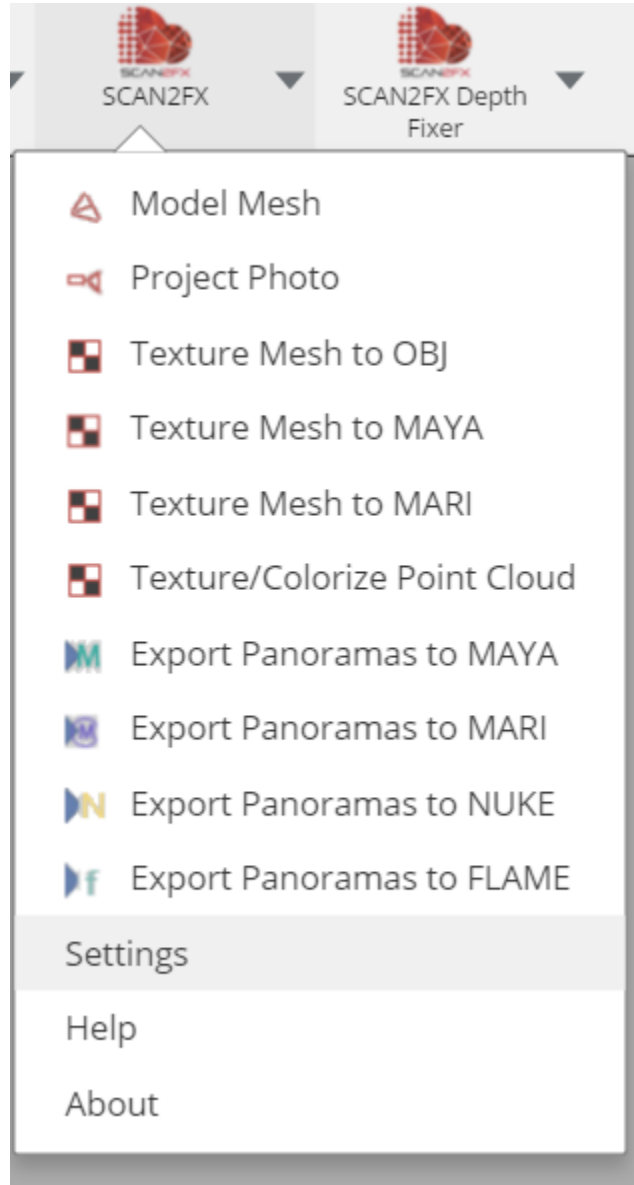 SCAN2FX
SCAN2FX
SCAN2FX
SCAN2FX Depth
Fixer
Model Mesh
Project Photo
Texture Mesh to OBJ
Texture Mesh to MAYA
Texture Mesh to MARI
Texture/Colorize Point Cloud
M Export Panoramas to MAYA
M Export Panoramas to MARI
N Export Panoramas to NUKE
f Export Panoramas to FLAME
Settings
Help
About